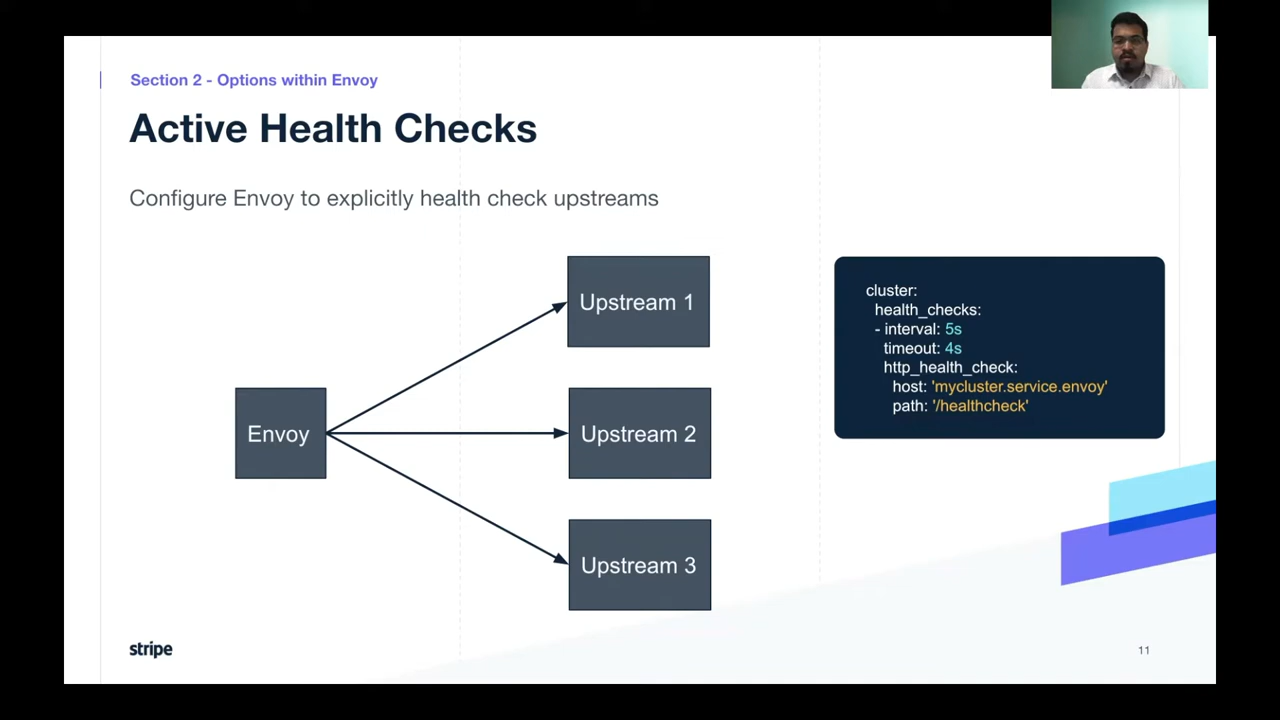 Section 2 - Options within Envoy
Active Health Checks
Configure Envoy to explicitly health check upstreams
Envoy
Upstream 1
Upstream 2
Upstream 3
cluster:
health_checks:
- interval: 5s
timeout: 4s
http_health_check:
host: 'mycluster.service.envoy'
path: '/healthcheck'
stripe
11